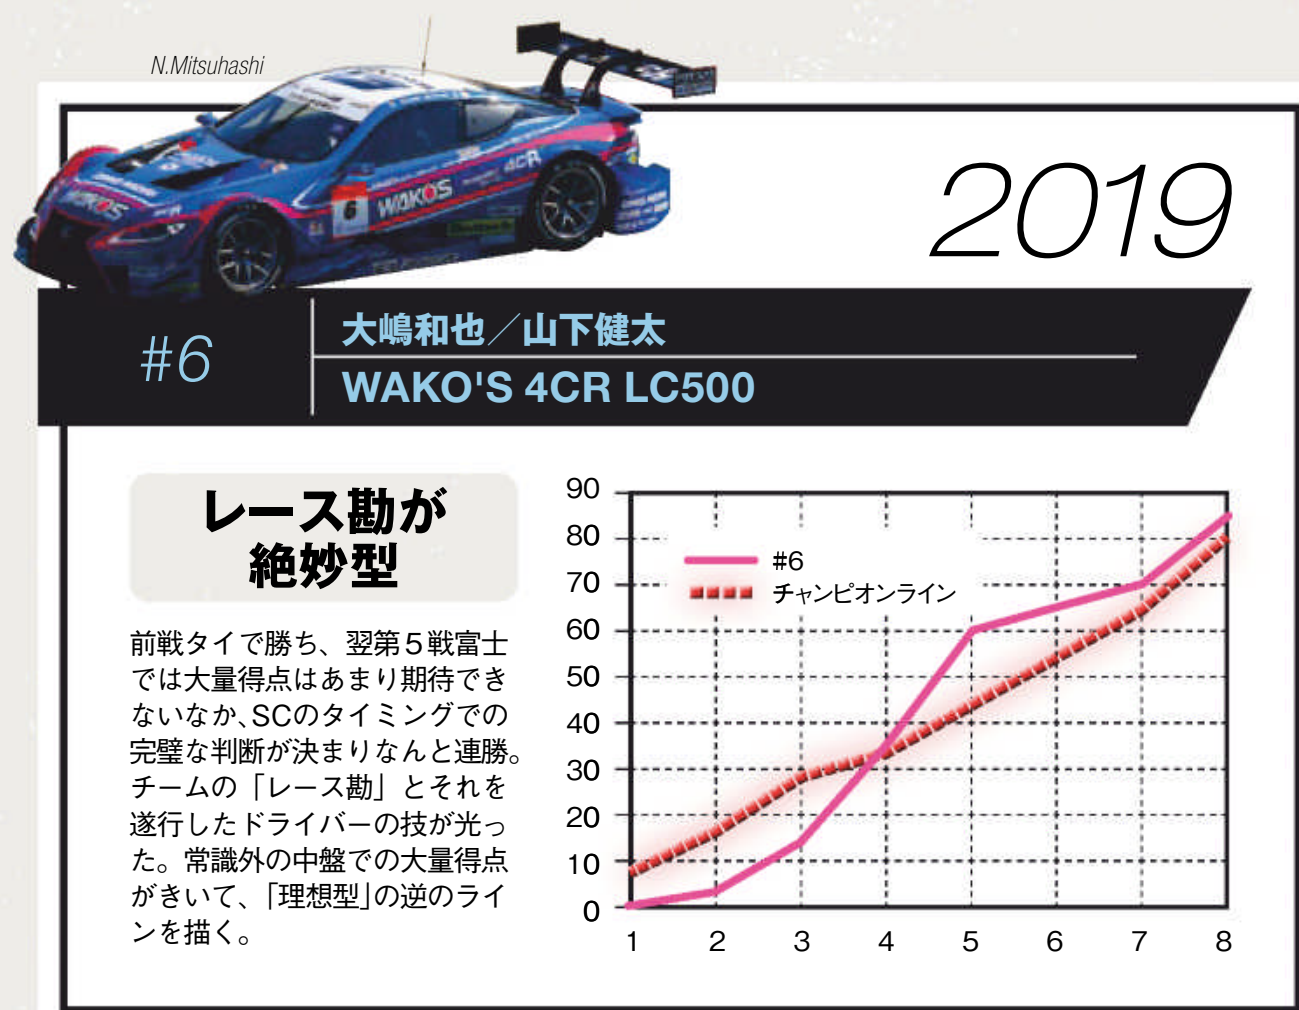 N.Mitsuhashi
WAKO'S
6
WAKO'S
4CR
2019
#6
大嶋和也／山下健太
WAKO'S 4CR LC500
レース勘が
絶妙型
前戦タイで勝ち、翌第5戦富士
では大量得点はあまり期待でき
ないなか、SCのタイミングでの
完璧な判断が決まりなんと連勝。
チームの「レース勘」とそれを
遂行したドライバーの技が光っ
た。常識外の中盤での大量得点
がきいて、「理想型」の逆のライ
ンを描く。
90
80
70
60
50
40
30
20
10
0
#6
チャンピオンライン
1 2 3 4 5 6 7 8